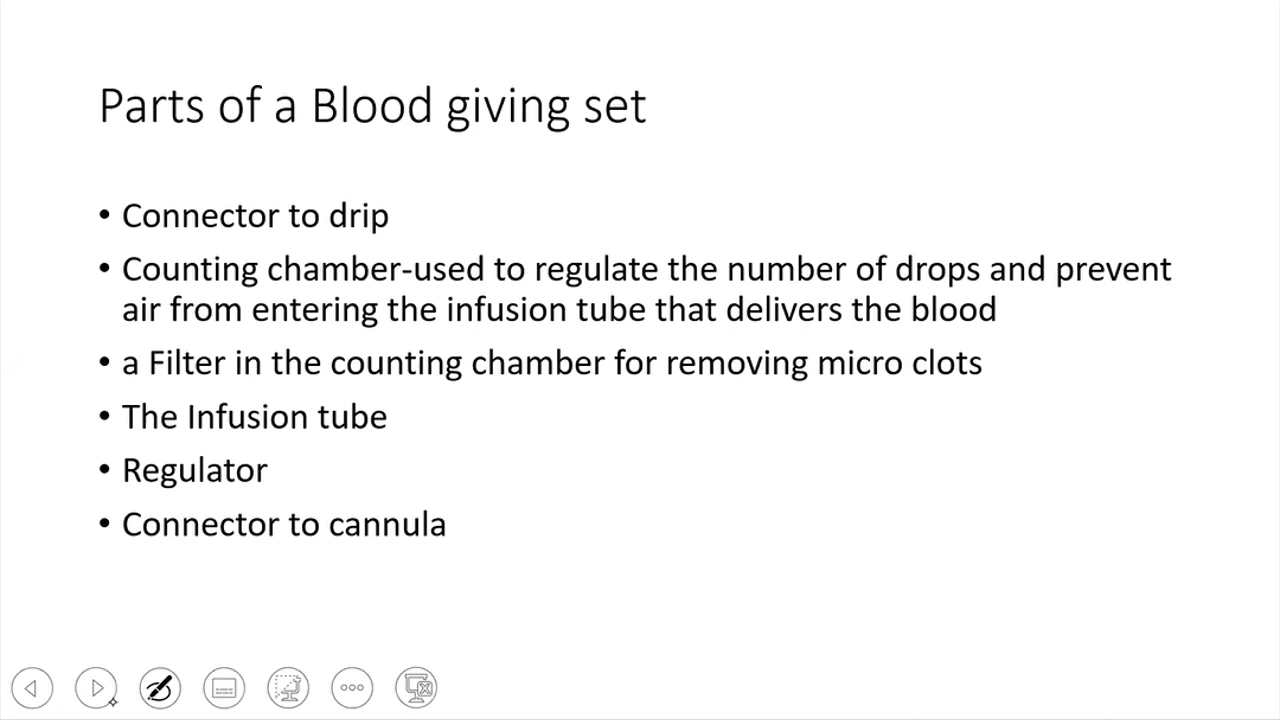 Parts of a Blood giving set
• Connector to drip
• Counting chamber-used to regulate the number of drops and prevent
air from entering the infusion tube that delivers the blood
• a Filter in the counting chamber for removing micro clots
• The Infusion tube
• Regulator
• Connector to cannula